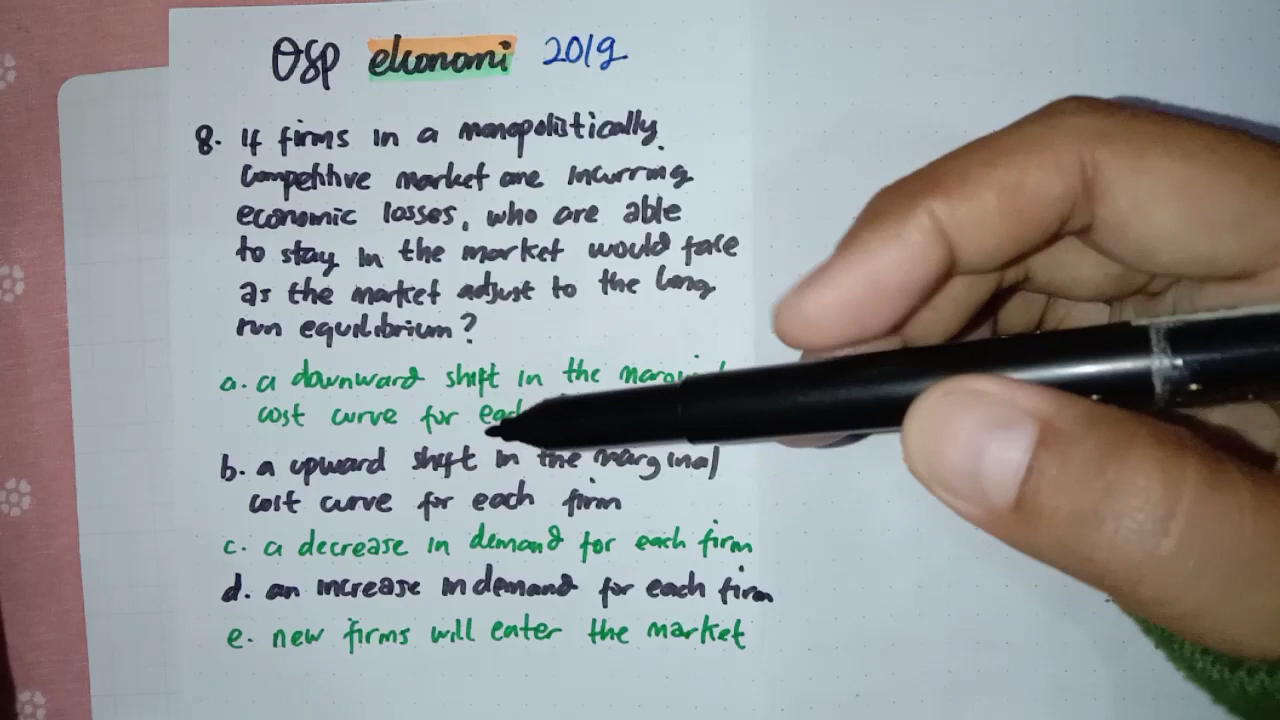 OSP ekonomi 2019
8. If firms in a monopolistically
competitive market are incurring
economic losses, who are able
to stay in the market would face
as the market adjust to the long
run equilibrium?
a. a downward shift in the
cost curve for
b. a upward shift in the marginal
cost curve for each firm
c. a decrease in demand for each firm
d. an increase in demand for each firm
e. new firms will enter the market